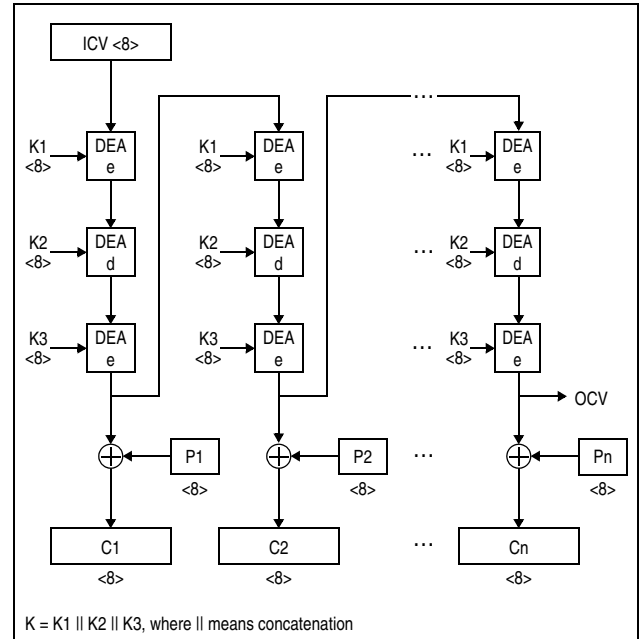 ICV <8>
...
K1
<8>
DEA
e
K1
<8>
DEA
e
... K1
<8>
DEA
e
K2
<8>
DEA
d
K2
<8>
DEA
d
... K2
<8>
DEA
d
K3
<8>
DEA
e
K3
<8>
DEA
e
... K3
<8>
DEA
e
OCV
P1
<8>
P2
<8>
...
Pn
<8>
C1
<8>
C2
<8>
...
Cn
<8>
K = K1 || K2 || K3, where || means concatenation